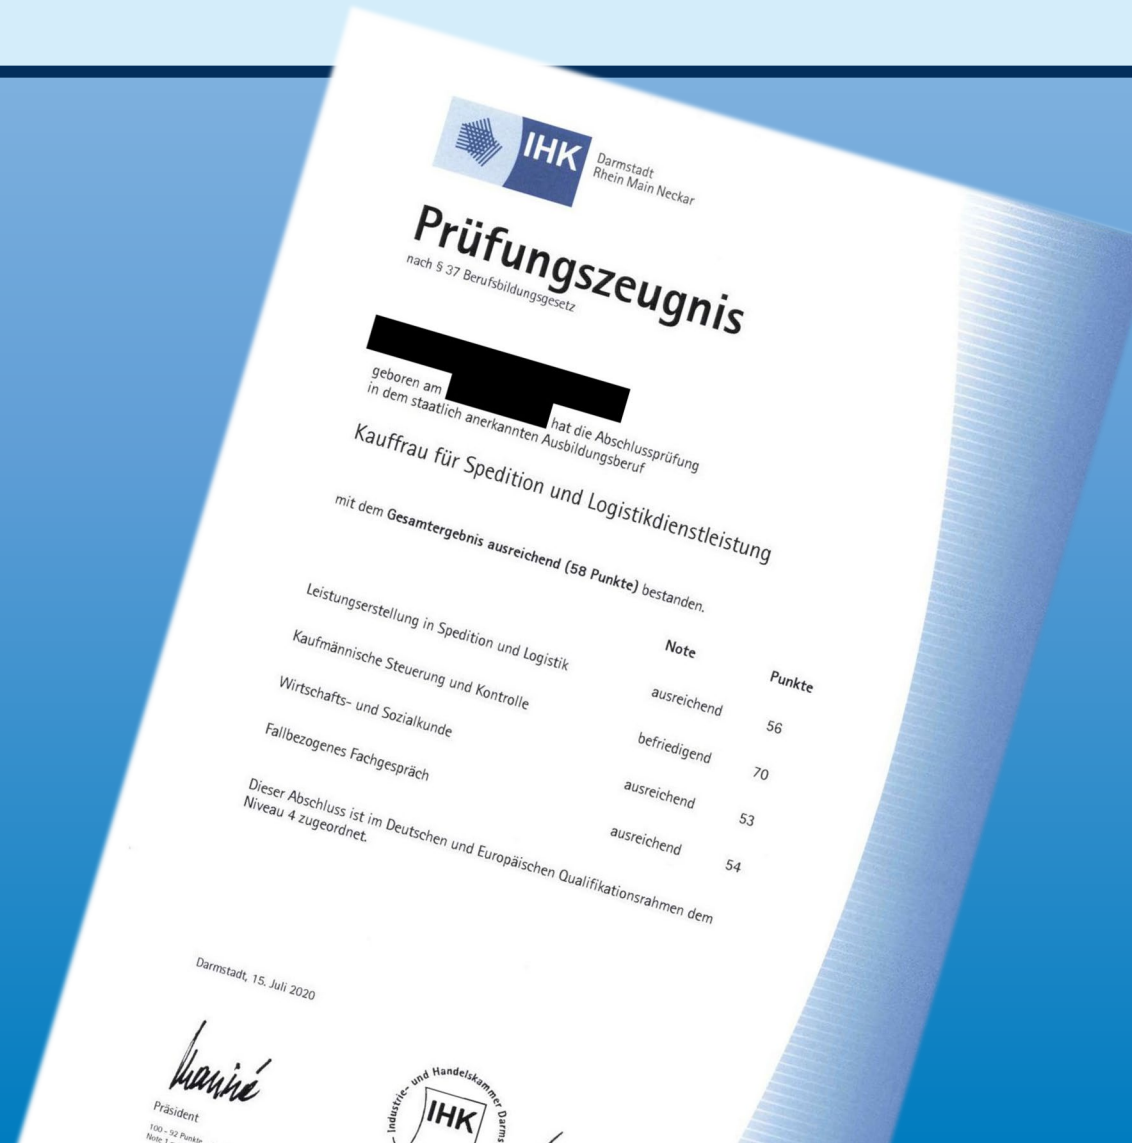 IHK
Darmstadt
Rhein Main Neckar
Prüfungszeugnis
nach § 37 Berufsbildungsgesetz
geboren am hat die Abschlussprüfung
in dem staatlich anerkannten Ausbildungsberuf
Kauffrau für Spedition und Logistikdienstleistung
mit dem Gesamtergebnis ausreichend (58 Punkte) bestanden.
Note Punkte
Leistungserstellung in Spedition und Logistik ausreichend 56
Kaufmännische Steuerung und Kontrolle befriedigend 70
Wirtschafts- und Sozialkunde ausreichend 53
Fallbezogenes Fachgespräch ausreichend 54
Dieser Abschluss ist im Deutschen und Europäischen Qualifikationsrahmen dem
Niveau 4 zugeordnet.
Darmstadt, 15. Juli 2020
Präsident
100 - 92 Punkte
Note 1
Industrie- und Handelskammer Darms
IHK